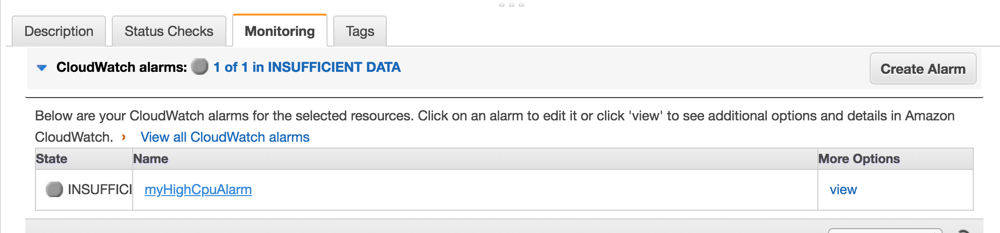 Description Status Checks Monitoring Tags
CloudWatch alarms: 1 of 1 in INSUFFICIENT DATA Create Alarm
Below are your CloudWatch alarms for the selected resources. Click on an alarm to edit it or click 'view' to see additional options and details in Amazon
CloudWatch. View all CloudWatch alarms
State Name More Options
INSUFFICI myHighCpuAlarm view